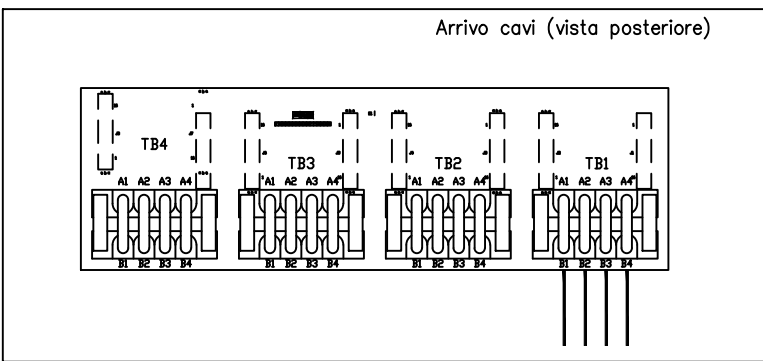 Arrivo cavi (vista posteriore)
TB4
TB3
TB2
TB1
A1 A2 A3 A4
A1 A2 A3 A4
A1 A2 A3 A4
A1 A2 A3 A4
B1 B2 B3 B4
B1 B2 B3 B4
B1 B2 B3 B4
B1 B2 B3 B4